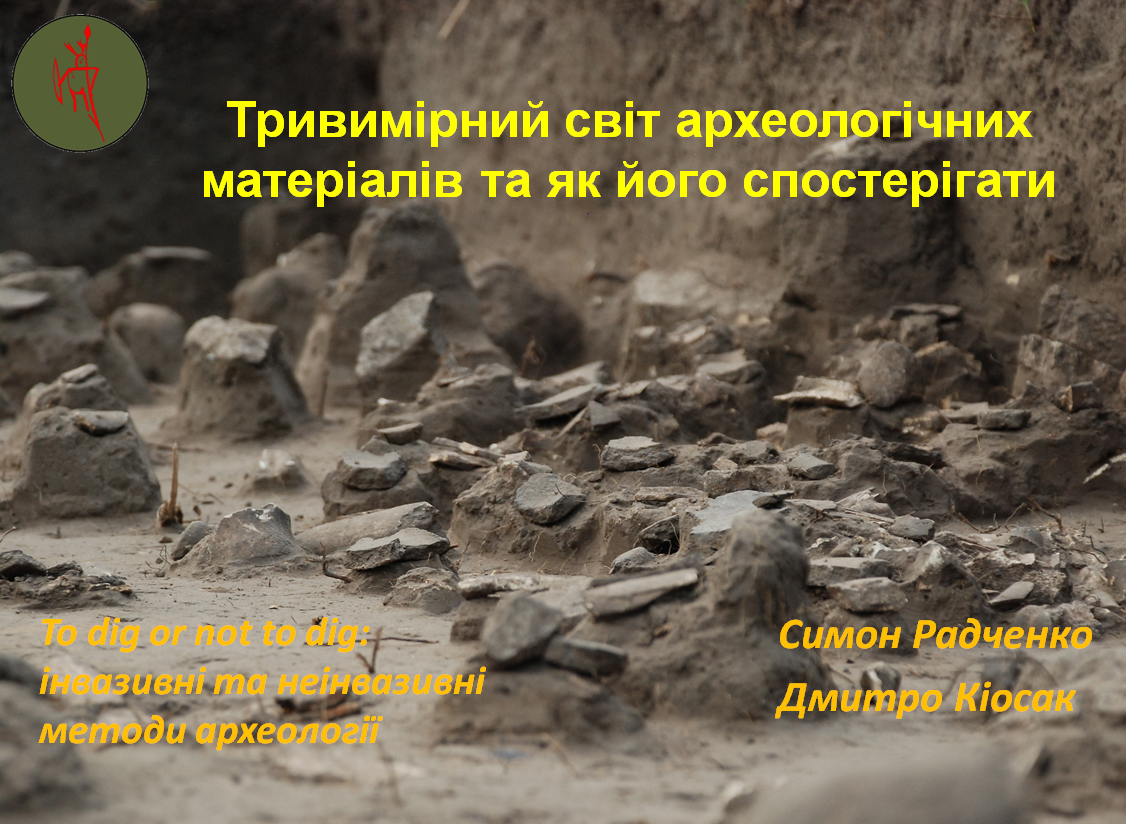 Тривимірний світ археологічних
матеріалів та як його спостерігати
To dig or not to dig:
інвазивні та неінвазивні
методи археології
Симон Радченко
Дмитро Кіосак